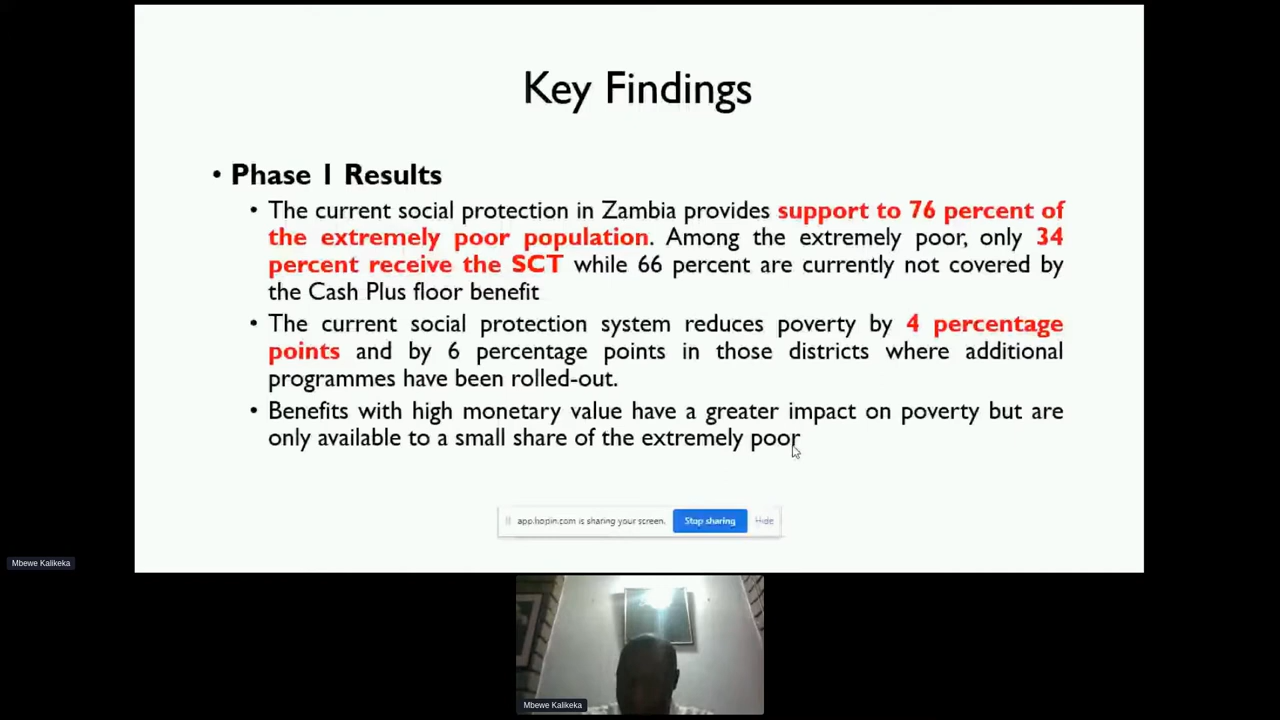 Key Findings
• Phase 1 Results
• The current social protection in Zambia provides support to 76 percent of
the extremely poor population. Among the extremely poor, only 34
percent receive the SCT while 66 percent are currently not covered by
the Cash Plus floor benefit
• The current social protection system reduces poverty by 4 percentage
points and by 6 percentage points in those districts where additional
programmes have been rolled-out.
• Benefits with high monetary value have a greater impact on poverty but are
only available to a small share of the extremely poor
app.hopin.com is sharing your screen. Stop sharing Hide
Mbewe Kalikeka
Mbewe Kalikeka